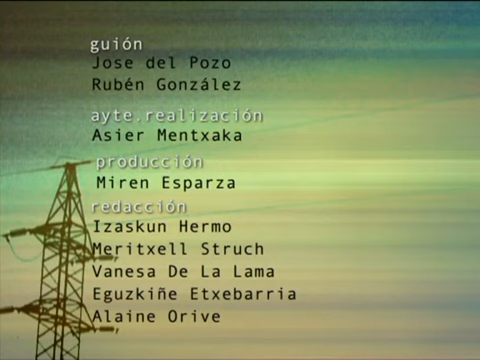 guión
Jose del Pozo
Rubén González
ayte.realización
Asier Mentxaka
producción
Miren Esparza
redacción
Izaskun Hermo
Meritxell Struch
Vanesa De La Lama
Eguzkiñe Etxebarria
Alaine Orive